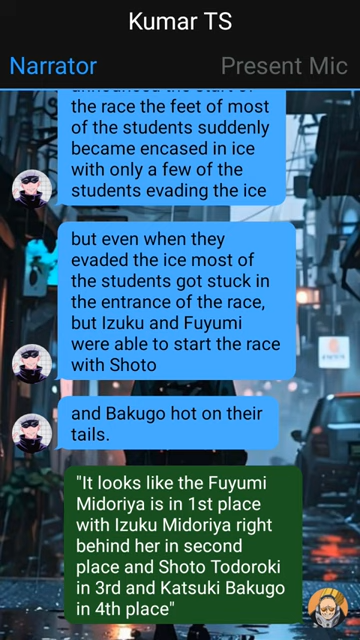 Kumar TS
Narrator
Present Mic
announced the start of
the race the feet of most
of the students suddenly
became encased in ice
with only a few of the
students evading the ice
but even when they
evaded the ice most of
the students got stuck in
the entrance of the race,
but Izuku and Fuyumi
were able to start the race
with Shoto
and Bakugo hot on their
tails.
"It looks like the Fuyumi
Midoriya is in 1st place
with Izuku Midoriya right
behind her in second
place and Shoto Todoroki
in 3rd and Katsuki Bakugo
in 4th place"